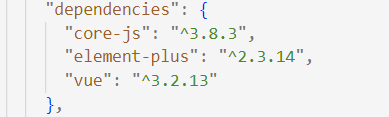 "dependencies": {
"core-js": "^3.8.3",
"element-plus": "^2.3.14",
"vue": "^3.2.13"
},